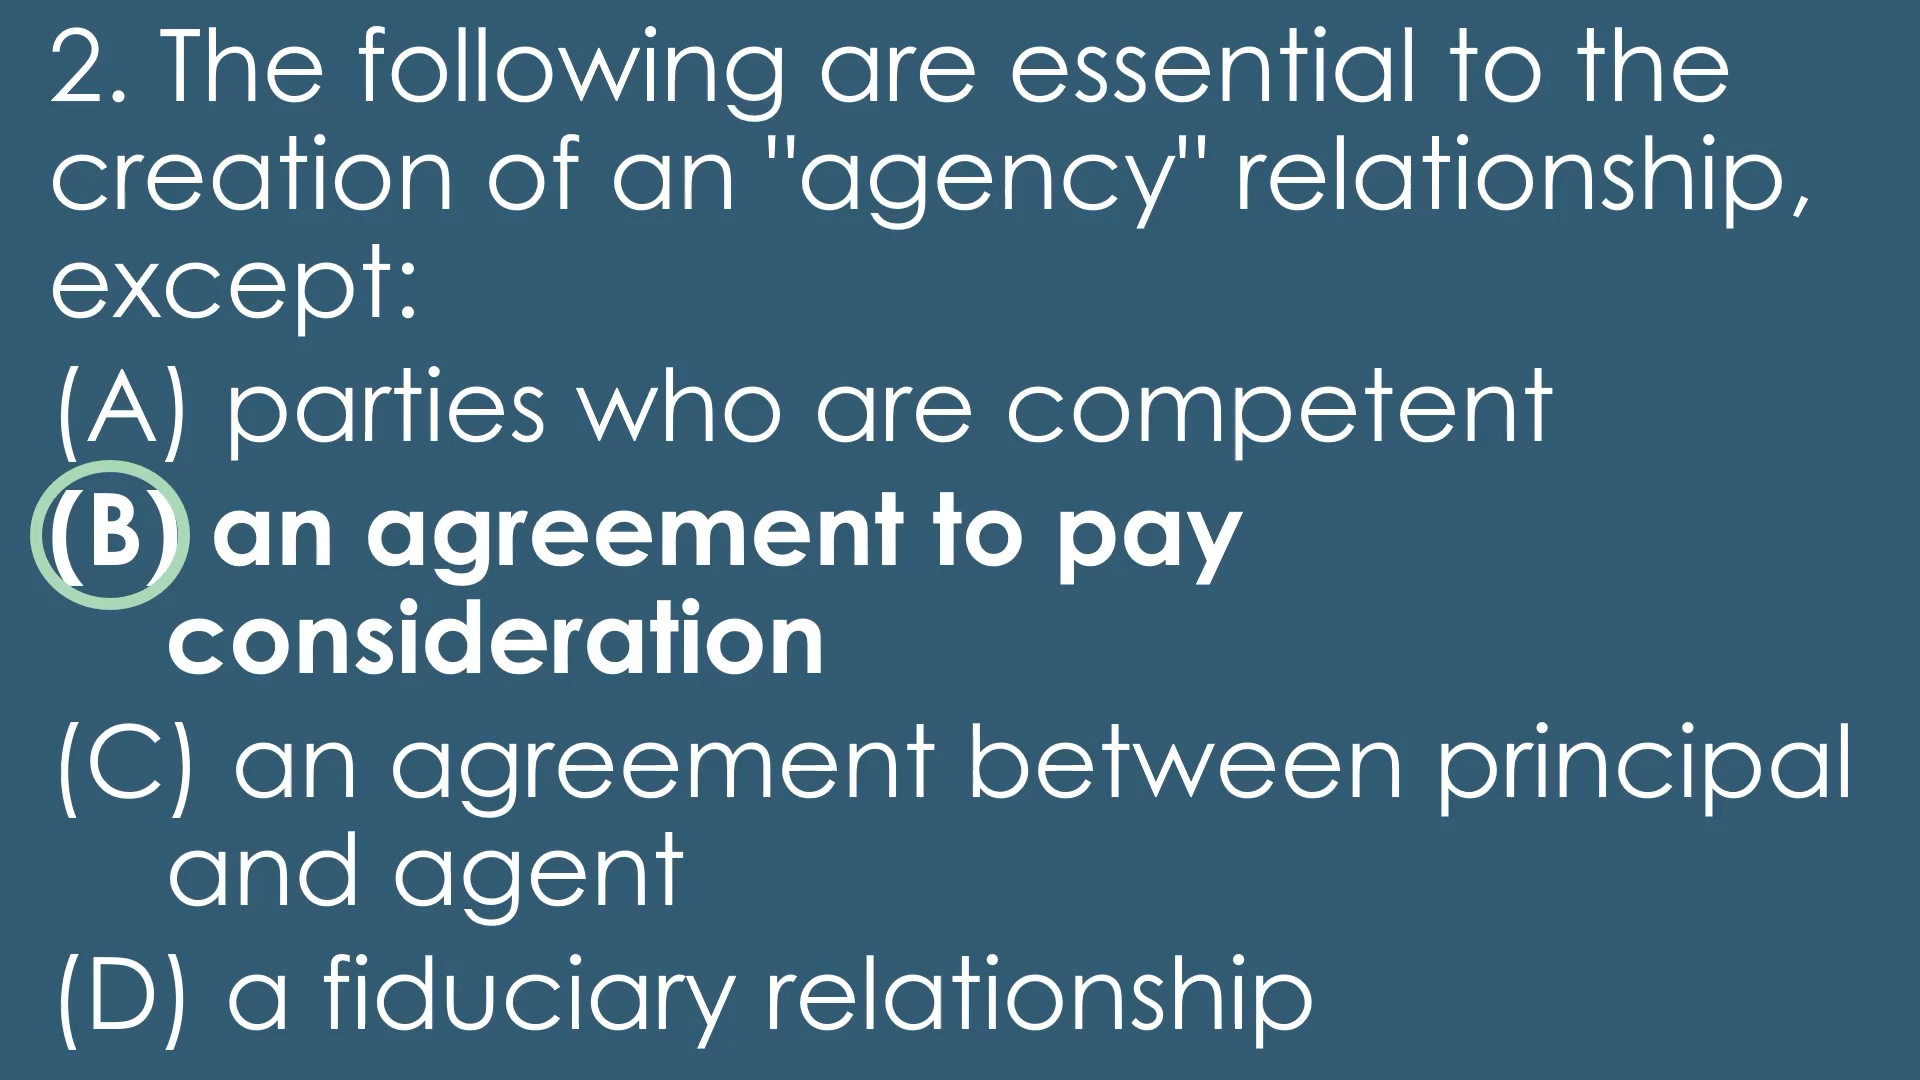 2. The following are essential to the
creation of an "agency" relationship,
except:
(A) parties who are competent
(B) an agreement to pay
consideration
(C) an agreement between principal
and agent
(D) a fiduciary relationship